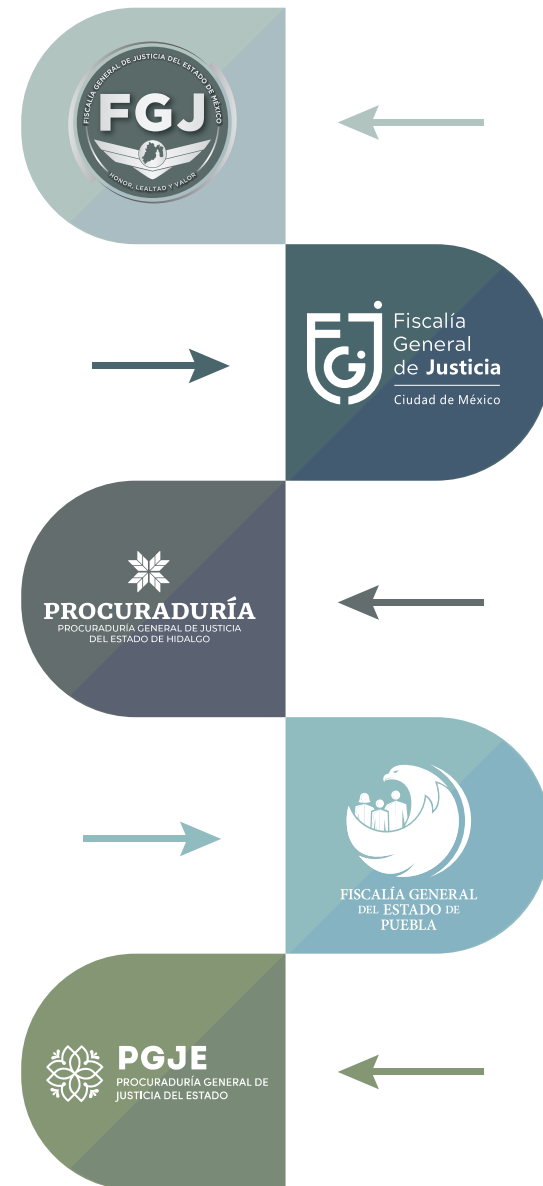 FISCALÍA GENERAL DE JUSTICIA DEL ESTADO DE MÉXICO
FGJ
HONOR, LEALTAD Y VALOR
FGJ
Fiscalía
General
de Justicia
Ciudad de México
PROCURADURÍA
PROCURADURÍA GENERAL DE JUSTICIA
DEL ESTADO DE HIDALGO
FISCALÍA GENERAL
DEL ESTADO DE
PUEBLA
PGJE
PROCURADURÍA GENERAL DE
JUSTICIA DEL ESTADO